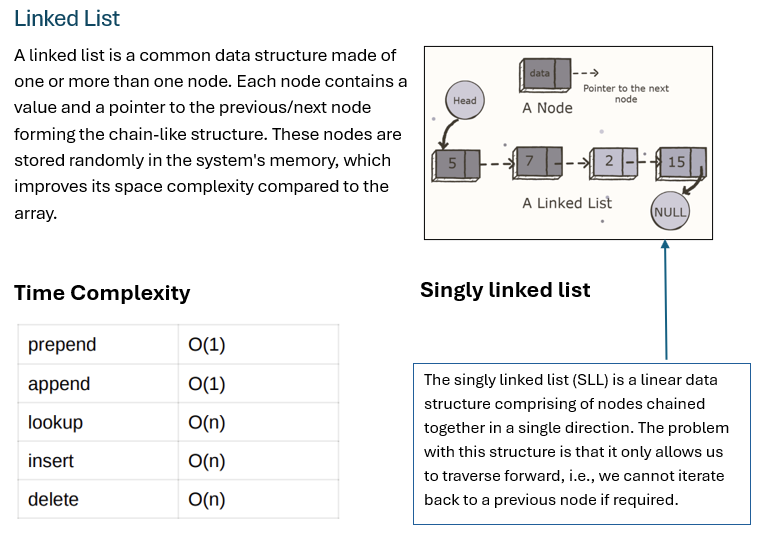 Linked List
A linked list is a common data structure made of
one or more than one node. Each node contains a
value and a pointer to the previous/next node
forming the chain-like structure. These nodes are
stored randomly in the system's memory, which
improves its space complexity compared to the
array.
data
Pointer to the next
node
Head
A Node
5
7
2
15
A Linked List
NULL
Time Complexity
prepend O(1)
append O(1)
lookup O(n)
insert O(n)
delete O(n)
Singly linked list
The singly linked list (SLL) is a linear data
structure comprising of nodes chained
together in a single direction. The problem
with this structure is that it only allows us
to traverse forward, i.e., we cannot iterate
back to a previous node if required.